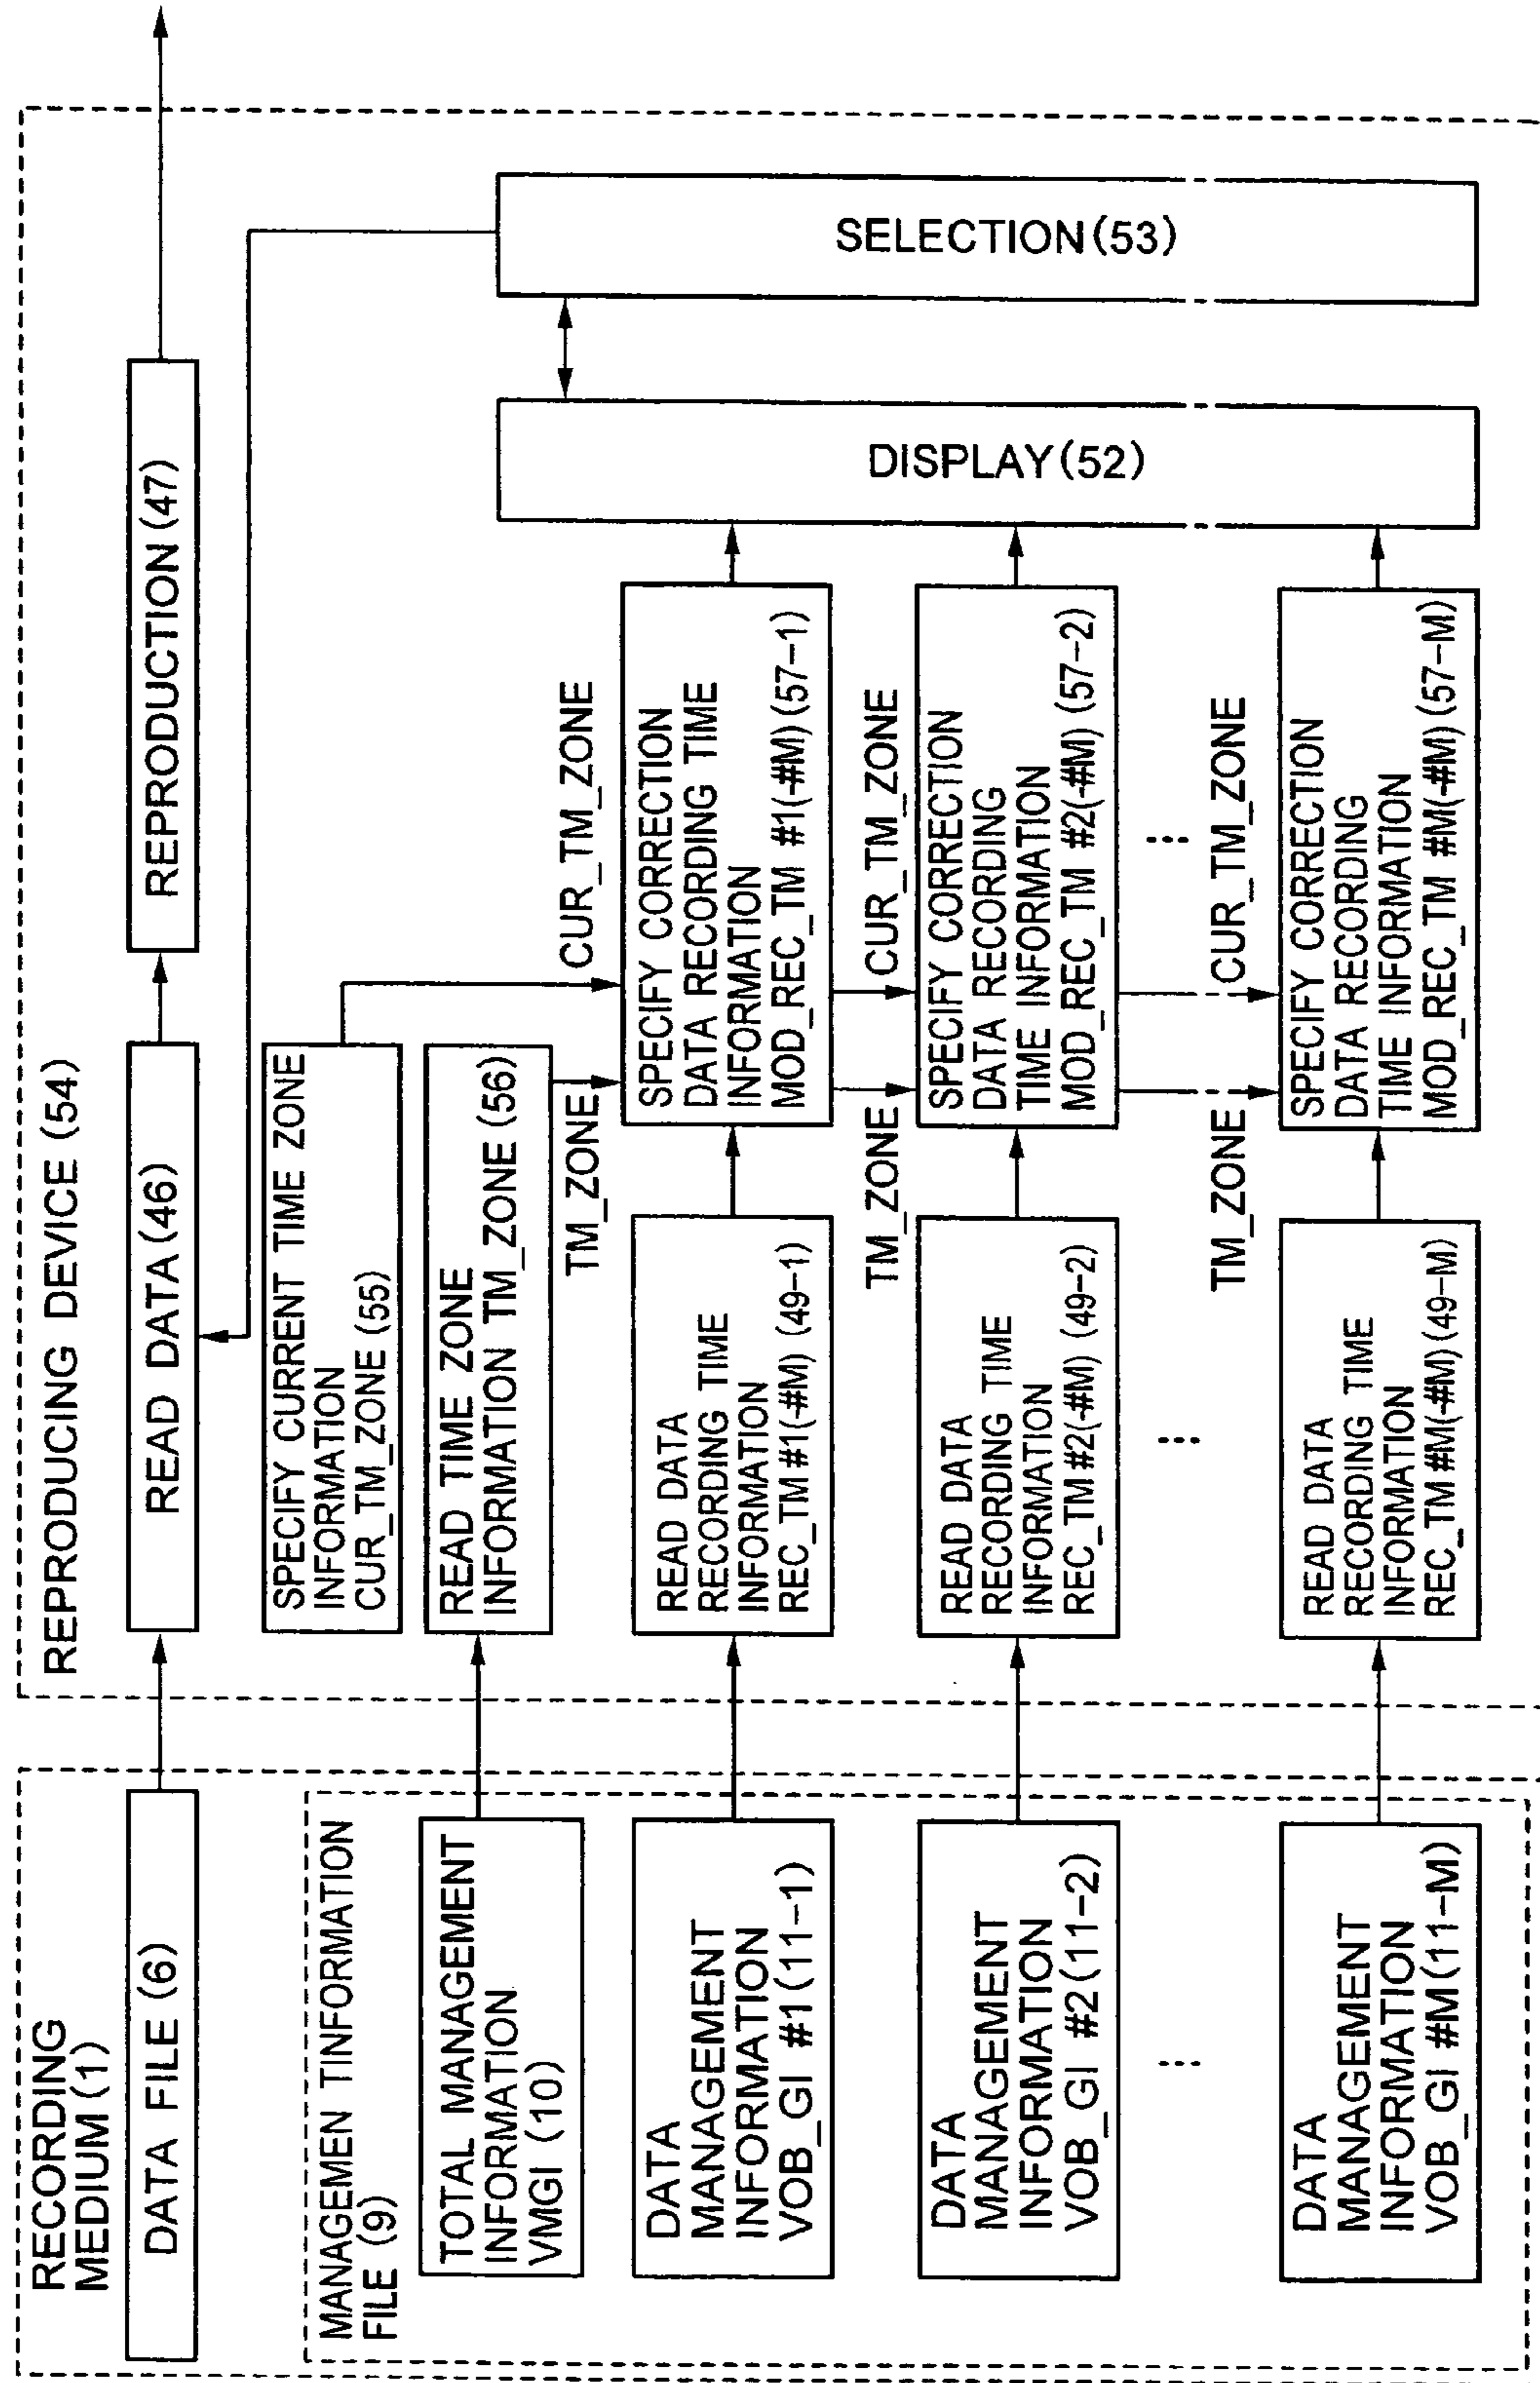 RECORDING
MEDIUM (1)
DATA FILE (6)
MANAGEMEN TINFORMATION
FILE (9)
TOTAL MANAGEMENT
INFORMATION
VMGI (10)
DATA
MANAGEMENT
INFORMATION
VOB_GI #1 (11-1)
DATA
MANAGEMENT
INFORMATION
VOB_GI #2 (11-2)
...
DATA
MANAGEMENT
INFORMATION
VOB_GI #M (11-M)
REPRODUCING DEVICE (54)
READ DATA (46)
REPRODUCTION (47)
SPECIFY CURRENT TIME ZONE
INFORMATION
CUR_TM_ZONE (55)
READ TIME ZONE
INFORMATION TM_ZONE (56)
TM_ZONE
CUR_TM_ZONE
READ DATA
RECORDING TIME
INFORMATION
REC_TM #1(-#M) (49-1)
SPECIFY CORRECTION
DATA RECORDING TIME
INFORMATION
MOD_REC_TM #1(-#M) (57-1)
TM_ZONE
CUR_TM_ZONE
READ DATA
RECORDING TIME
INFORMATION
REC_TM #2(-#M) (49-2)
SPECIFY CORRECTION
DATA RECORDING
TIME INFORMATION
MOD_REC_TM #2(-#M) (57-2)
...
...
TM_ZONE
CUR_TM_ZONE
READ DATA
RECORDING TIME
INFORMATION
REC_TM #M(-#M) (49-M)
SPECIFY CORRECTION
DATA RECORDING
TIME INFORMATION
MOD_REC_TM #M(-#M) (57-M)
DISPLAY (52)
SELECTION (53)